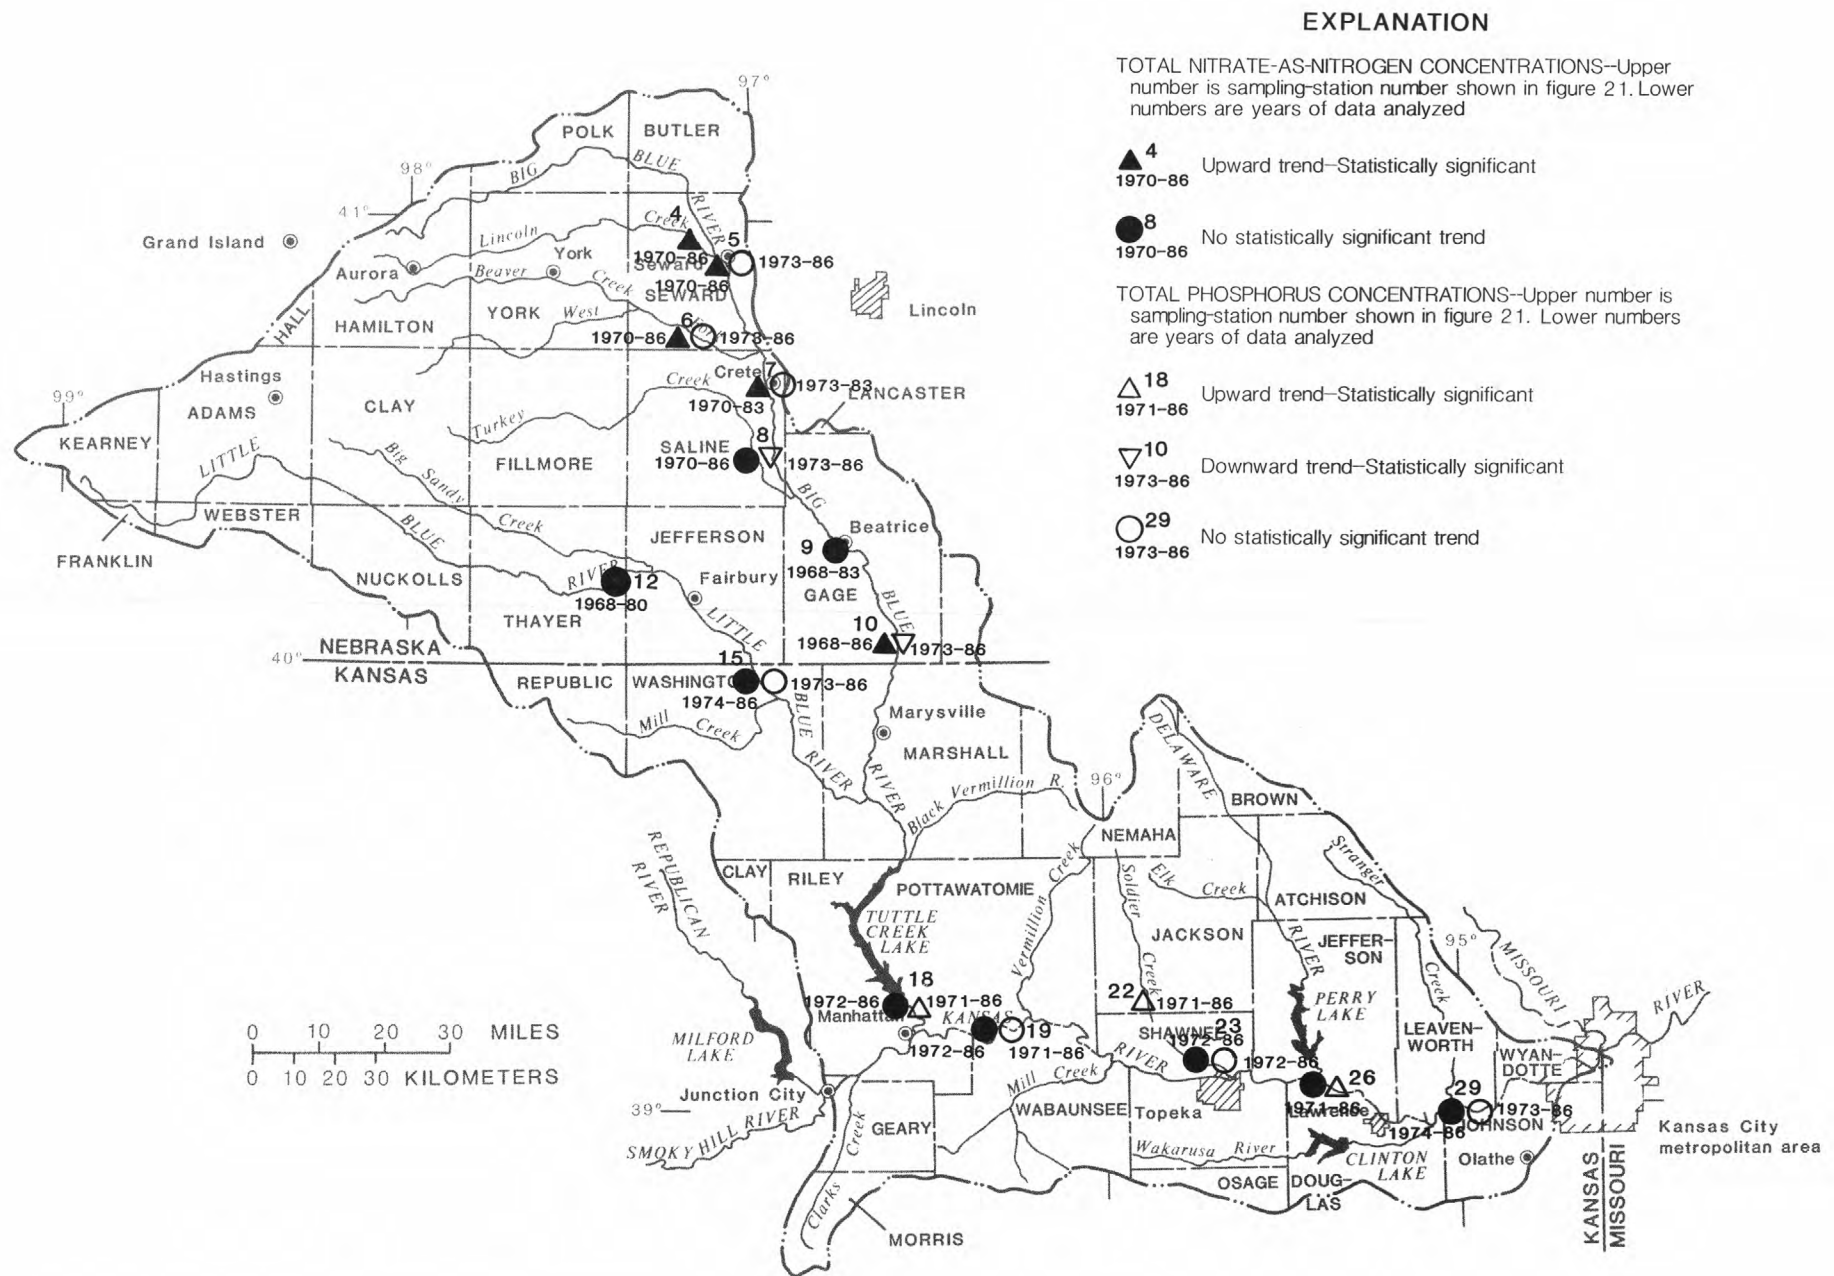 EXPLANATION
TOTAL NITRATE-AS-NITROGEN CONCENTRATIONS--Upper
number is sampling-station number shown in figure 21. Lower
numbers are years of data analyzed
4
1970-86
Upward trend--Statistically significant
8
1970-86
No statistically significant trend
TOTAL PHOSPHORUS CONCENTRATIONS--Upper number is
sampling-station number shown in figure 21. Lower numbers
are years of data analyzed
18
1971-86
Upward trend--Statistically significant
10
1973-86
Downward trend--Statistically significant
29
1973-86
No statistically significant trend
97°
POLK
BUTLER
98°
BIG
BLUE
RIVER
41°
Grand Island
Lincoln
Creek
4
1970-86
5
1973-86
Seward
1970-86
SEWARD
Aurora
York
Beaver
Creek
Lincoln
HALL
HAMILTON
YORK
West
Fork
6
1970-86
1973-86
Hastings
ADAMS
CLAY
Crete
7
1973-83
1970-83
Creek
Turkey
LANCASTER
99°
KEARNEY
LITTLE
Big
Sandy
Creek
FILLMORE
SALINE
8
1970-86
1973-86
BIG
WEBSTER
BLUE
JEFFERSON
Beatrice
FRANKLIN
9
1968-83
GAGE
NUCKOLLS
RIVER
12
1968-80
Fairbury
THAYER
LITTLE
BLUE
10
1968-86
1973-86
NEBRASKA
40°
KANSAS
15
REPUBLIC
WASHINGTON
1973-86
1974-86
Mill
Creek
BLUE
RIVER
Marysville
MARSHALL
RIVER
Black
Vermillion
R.
96°
DELAWARE
BROWN
NEMAHA
REPUBLICAN
RIVER
CLAY
RILEY
POTTAWATOMIE
Creek
Vermillion
Soldier
Creek
Elk
Creek
Stranger
Creek
ATCHISON
TUTTLE
CREEK
LAKE
JACKSON
RIVER
JEFFER-
SON
95°
MISSOURI
RIVER
18
1972-86
1971-86
Manhattan
KANSAS
19
1972-86
1971-86
22
1971-86
SHAWNEE
23
1972-86
1972-86
RIVER
PERRY
LAKE
LEAVEN-
WORTH
WYAN-
DOTTE
0 10 20 30 MILES
0 10 20 30 KILOMETERS
MILFORD
LAKE
Junction City
Mill
Creek
26
1971-86
Lawrence
29
1973-86
1974-86
JOHNSON
39°
SMOKY HILL RIVER
Creek
Clarks
GEARY
WABAUNSEE
Topeka
Wakarusa
River
CLINTON
LAKE
Olathe
Kansas City
metropolitan area
OSAGE
DOUG-
LAS
KANSAS
MISSOURI
MORRIS